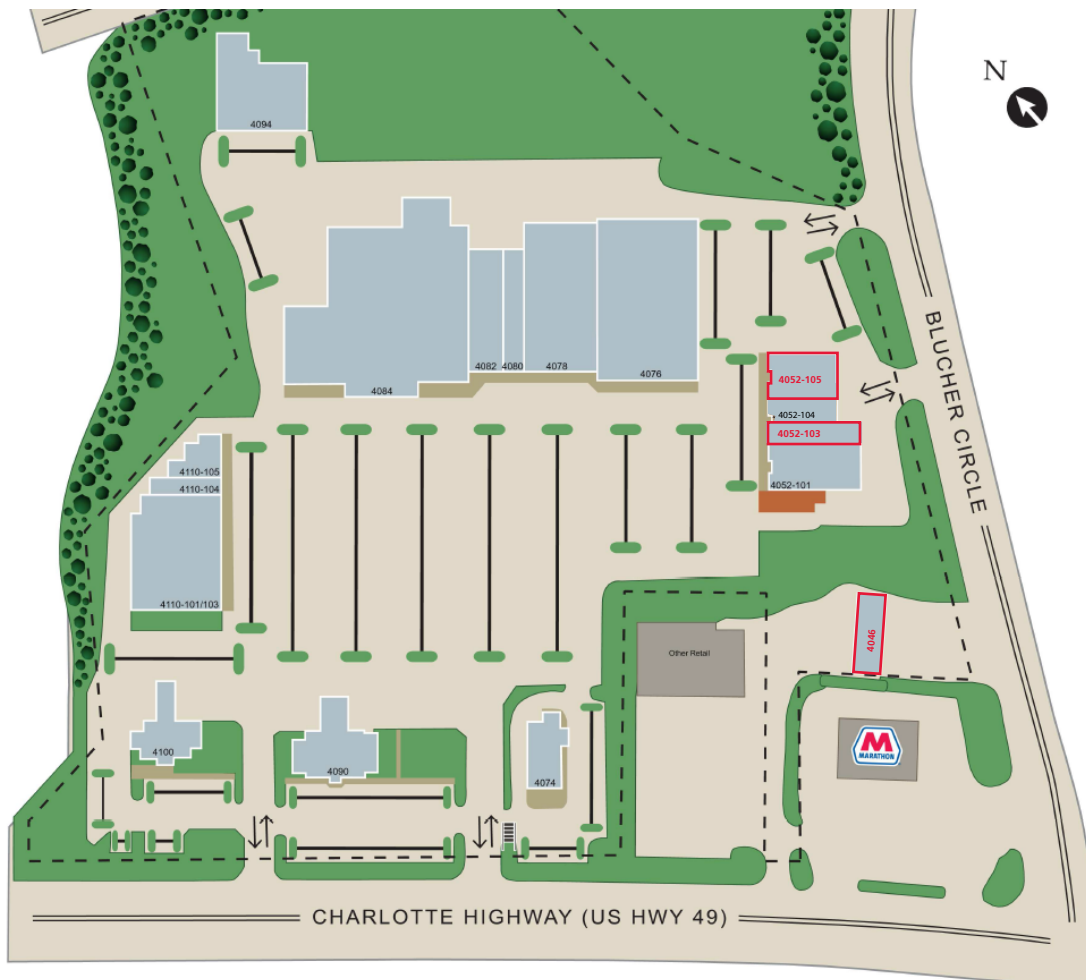 N
4094
4082
4080
4078
4076
4084
BLUCHER CIRCLE
4052-105
4052-104
4052-103
4052-101
4110-105
4110-104
4110-101/103
4046
Other Retail
M
MARATHON
4100
4090
4074
CHARLOTTE HIGHWAY (US HWY 49)